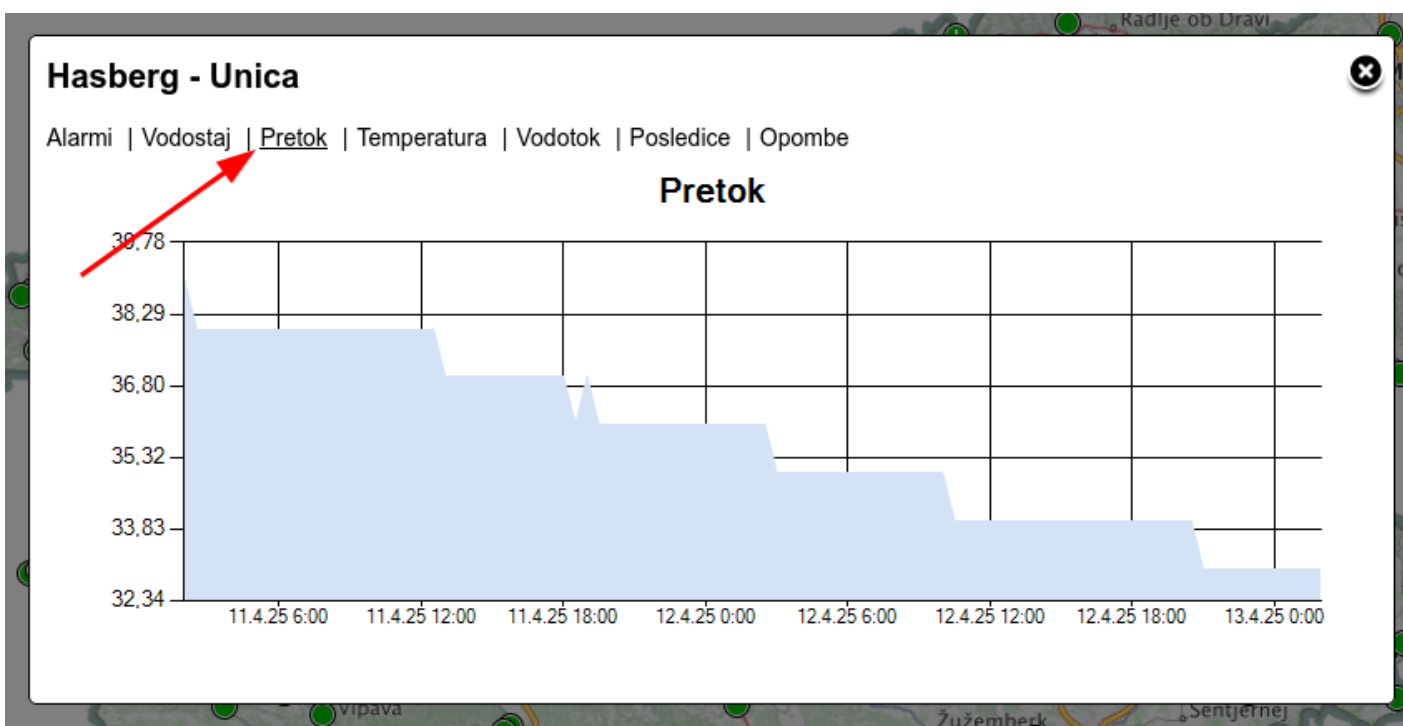 Radlje ob Dravi
Hasberg - Unica
Alarmi | Vodostaj | Pretok | Temperatura | Vodotok | Posledice | Opombe
Pretok
39,78
38,29
36,80
35,32
33,83
32,34
11.4.25 6:00 11.4.25 12:00 11.4.25 18:00 12.4.25 0:00 12.4.25 6:00 12.4.25 12:00 12.4.25 18:00 13.4.25 0:00
Vipava
Žužemberk
Šentjernej